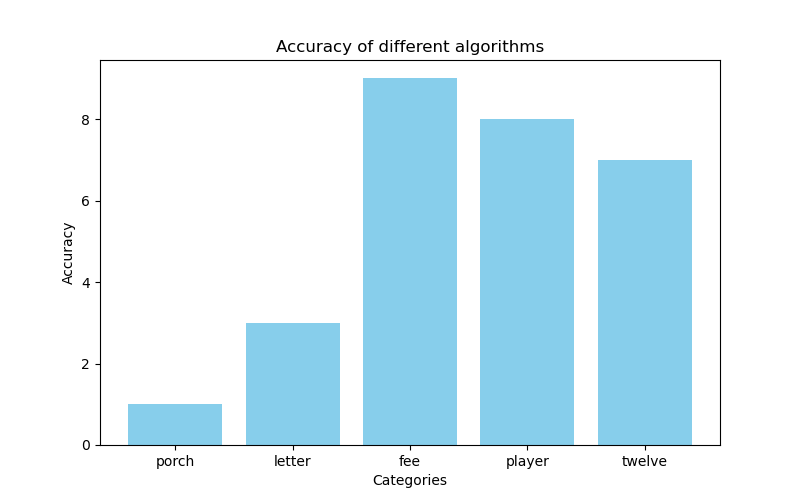 Accuracy of different algorithms
Accuracy
8
6
4
2
0
porch letter fee player twelve
Categories